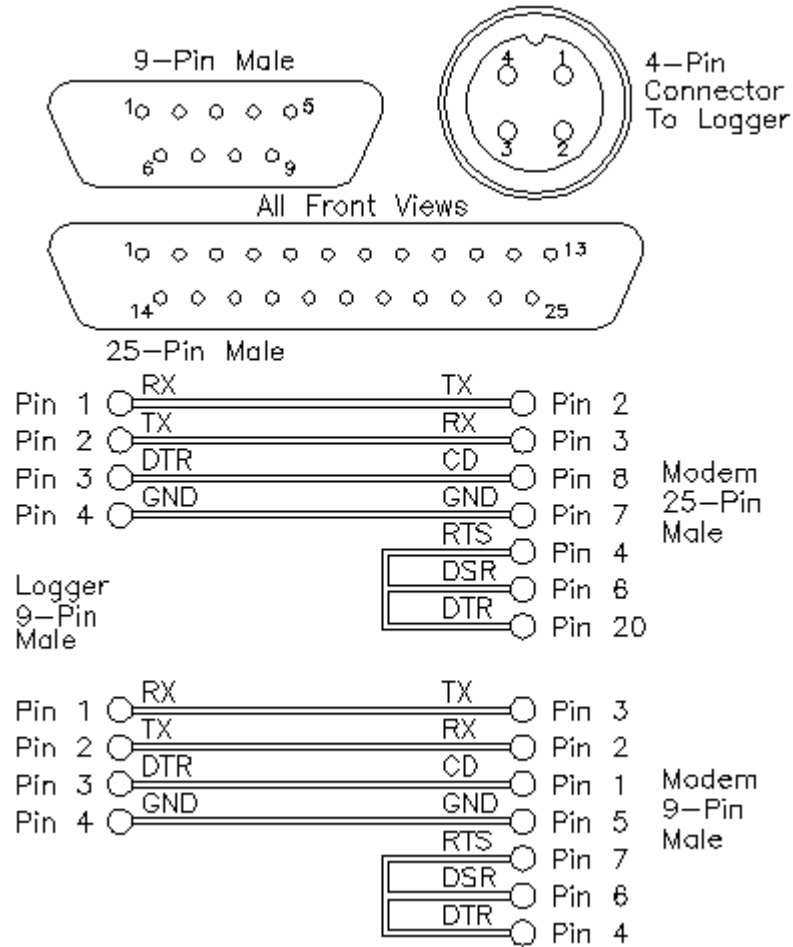 9-Pin Male
4-Pin
Connector
To Logger
4 1
3 2
1 5
6 9
All Front Views
1 13
14 25
25-Pin Male
Pin 1 RX TX Pin 2
Pin 2 TX RX Pin 3
Pin 3 DTR CD Pin 8
Pin 4 GND GND Pin 7
RTS Pin 4
DSR Pin 6
DTR Pin 20
Modem
25-Pin
Male
Logger
9-Pin
Male
Pin 1 RX TX Pin 3
Pin 2 TX RX Pin 2
Pin 3 DTR CD Pin 1
Pin 4 GND GND Pin 5
RTS Pin 7
DSR Pin 6
DTR Pin 4
Modem
9-Pin
Male